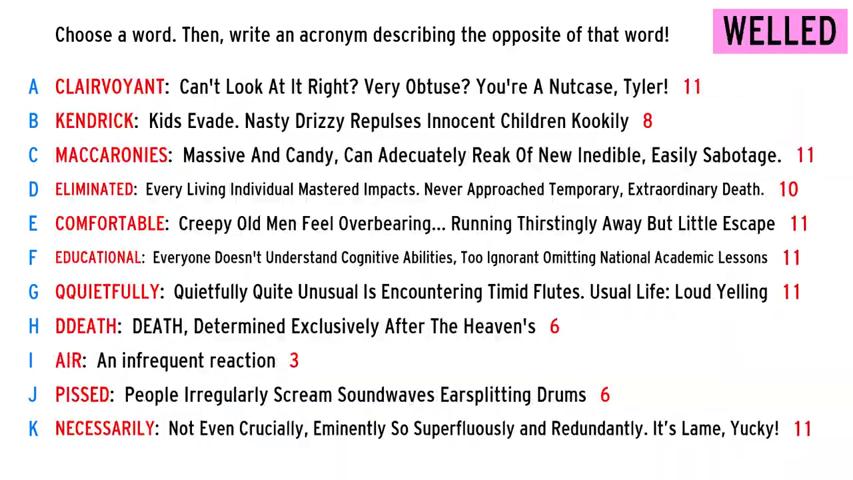 Choose a word. Then, write an acronym describing the opposite of that word! WELLED
A CLAIRVOYANT: Can't Look At It Right? Very Obtuse? You're A Nutcase, Tyler! 11
B KENDRICK: Kids Evade. Nasty Drizzy Repulses Innocent Children Kookily 8
C MACCARONIES: Massive And Candy, Can Adequately Reak Of New Inedible, Easily Sabotage. 11
D ELIMINATED: Every Living Individual Mastered Impacts. Never Approached Temporary, Extraordinary Death. 10
E COMFORTABLE: Creepy Old Men Feel Overbearing... Running Thirstingly Away But Little Escape 11
F EDUCATIONAL: Everyone Doesn't Understand Cognitive Abilities, Too Ignorant Omitting National Academic Lessons 11
G QQUIETFULLY: Quietfully Quite Unusual Is Encountering Timid Flutes. Usual Life: Loud Yelling 11
H DDEATH: DEATH, Determined Exclusively After The Heaven's 6
I AIR: An infrequent reaction 3
J PISSED: People Irregularly Scream Soundwaves Earsplitting Drums 6
K NECESSARILY: Not Even Crucially, Eminently So Superfluously and Redundantly. It's Lame, Yucky! 11